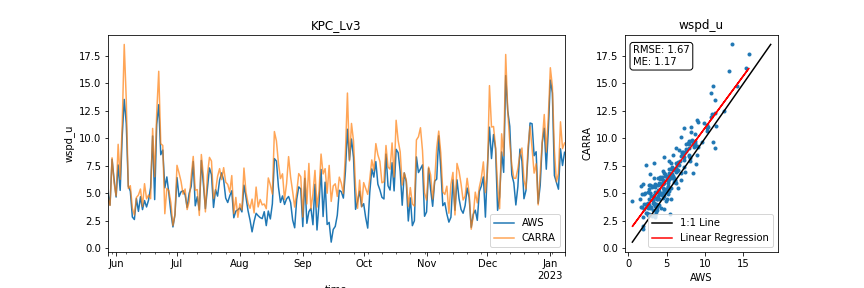 KPC_Lv3
wspd_u
17.5
15.0
12.5
10.0
7.5
5.0
2.5
0.0
AWS
CARRA
Jun Jul Aug Sep Oct Nov Dec Jan
2023
time
wspd_u
CARRA
17.5
15.0
12.5
10.0
7.5
5.0
2.5
0.0
RMSE: 1.67
ME: 1.17
1:1 Line
Linear Regression
0 5 10 15
AWS